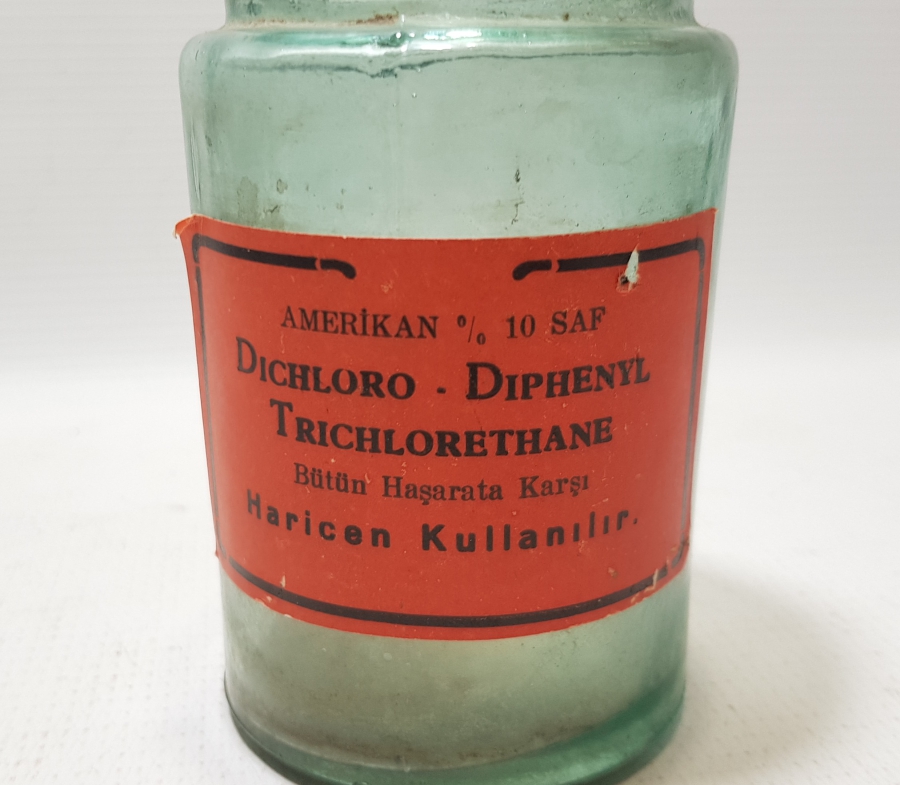 AMERİKAN % 10 SAF
DICHLORO - DIPHENYL
TRICHLORETHANE
Bütün Haşarata Karşı
Haricen Kullanılır.